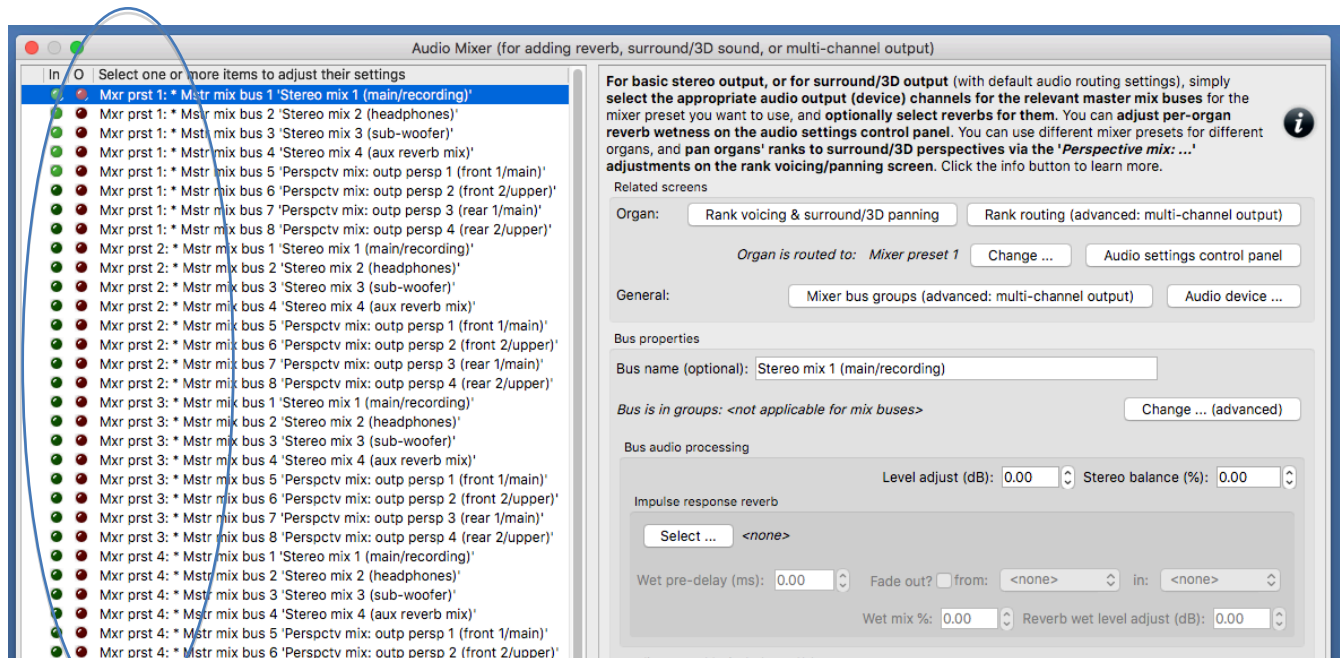 Audio Mixer (for adding reverb, surround/3D sound, or multi-channel output)
In O Select one or more items to adjust their settings
Mxr prst 1: * Mstr mix bus 1 'Stereo mix 1 (main/recording)'
Mxr prst 1: * Mstr mix bus 2 'Stereo mix 2 (headphones)'
Mxr prst 1: * Mstr mix bus 3 'Stereo mix 3 (sub-woofer)'
Mxr prst 1: * Mstr mix bus 4 'Stereo mix 4 (aux reverb mix)'
Mxr prst 1: * Mstr mix bus 5 'Perspctv mix: outp persp 1 (front 1/main)'
Mxr prst 1: * Mstr mix bus 6 'Perspctv mix: outp persp 2 (front 2/upper)'
Mxr prst 1: * Mstr mix bus 7 'Perspctv mix: outp persp 3 (rear 1/main)'
Mxr prst 1: * Mstr mix bus 8 'Perspctv mix: outp persp 4 (rear 2/upper)'
Mxr prst 2: * Mstr mix bus 1 'Stereo mix 1 (main/recording)'
Mxr prst 2: * Mstr mix bus 2 'Stereo mix 2 (headphones)'
Mxr prst 2: * Mstr mix bus 3 'Stereo mix 3 (sub-woofer)'
Mxr prst 2: * Mstr mix bus 4 'Stereo mix 4 (aux reverb mix)'
Mxr prst 2: * Mstr mix bus 5 'Perspctv mix: outp persp 1 (front 1/main)'
Mxr prst 2: * Mstr mix bus 6 'Perspctv mix: outp persp 2 (front 2/upper)'
Mxr prst 2: * Mstr mix bus 7 'Perspctv mix: outp persp 3 (rear 1/main)'
Mxr prst 2: * Mstr mix bus 8 'Perspctv mix: outp persp 4 (rear 2/upper)'
Mxr prst 3: * Mstr mix bus 1 'Stereo mix 1 (main/recording)'
Mxr prst 3: * Mstr mix bus 2 'Stereo mix 2 (headphones)'
Mxr prst 3: * Mstr mix bus 3 'Stereo mix 3 (sub-woofer)'
Mxr prst 3: * Mstr mix bus 4 'Stereo mix 4 (aux reverb mix)'
Mxr prst 3: * Mstr mix bus 5 'Perspctv mix: outp persp 1 (front 1/main)'
Mxr prst 3: * Mstr mix bus 6 'Perspctv mix: outp persp 2 (front 2/upper)'
Mxr prst 3: * Mstr mix bus 7 'Perspctv mix: outp persp 3 (rear 1/main)'
Mxr prst 3: * Mstr mix bus 8 'Perspctv mix: outp persp 4 (rear 2/upper)'
Mxr prst 4: * Mstr mix bus 1 'Stereo mix 1 (main/recording)'
Mxr prst 4: * Mstr mix bus 2 'Stereo mix 2 (headphones)'
Mxr prst 4: * Mstr mix bus 3 'Stereo mix 3 (sub-woofer)'
Mxr prst 4: * Mstr mix bus 4 'Stereo mix 4 (aux reverb mix)'
Mxr prst 4: * Mstr mix bus 5 'Perspctv mix: outp persp 1 (front 1/main)'
Mxr prst 4: * Mstr mix bus 6 'Perspctv mix: outp persp 2 (front 2/upper)'
For basic stereo output, or for surround/3D output (with default audio routing settings), simply
select the appropriate audio output (device) channels for the relevant master mix buses for the
mixer preset you want to use, and optionally select reverbs for them. You can adjust per-organ
reverb wetness on the audio settings control panel. You can use different mixer presets for different
organs, and pan organs' ranks to surround/3D perspectives via the 'Perspective mix: ...'
adjustments on the rank voicing/panning screen. Click the info button to learn more.
i
Related screens
Organ: Rank voicing & surround/3D panning Rank routing (advanced: multi-channel output)
Organ is routed to: Mixer preset 1 Change ... Audio settings control panel
General: Mixer bus groups (advanced: multi-channel output) Audio device ...
Bus properties
Bus name (optional): Stereo mix 1 (main/recording)
Bus is in groups: <not applicable for mix buses> Change ... (advanced)
Bus audio processing
Level adjust (dB): 0.00 Stereo balance (%): 0.00
Impulse response reverb
Select ... <none>
Wet pre-delay (ms): 0.00 Fade out? from: <none> in: <none>
Wet mix %: 0.00 Reverb wet level adjust (dB): 0.00